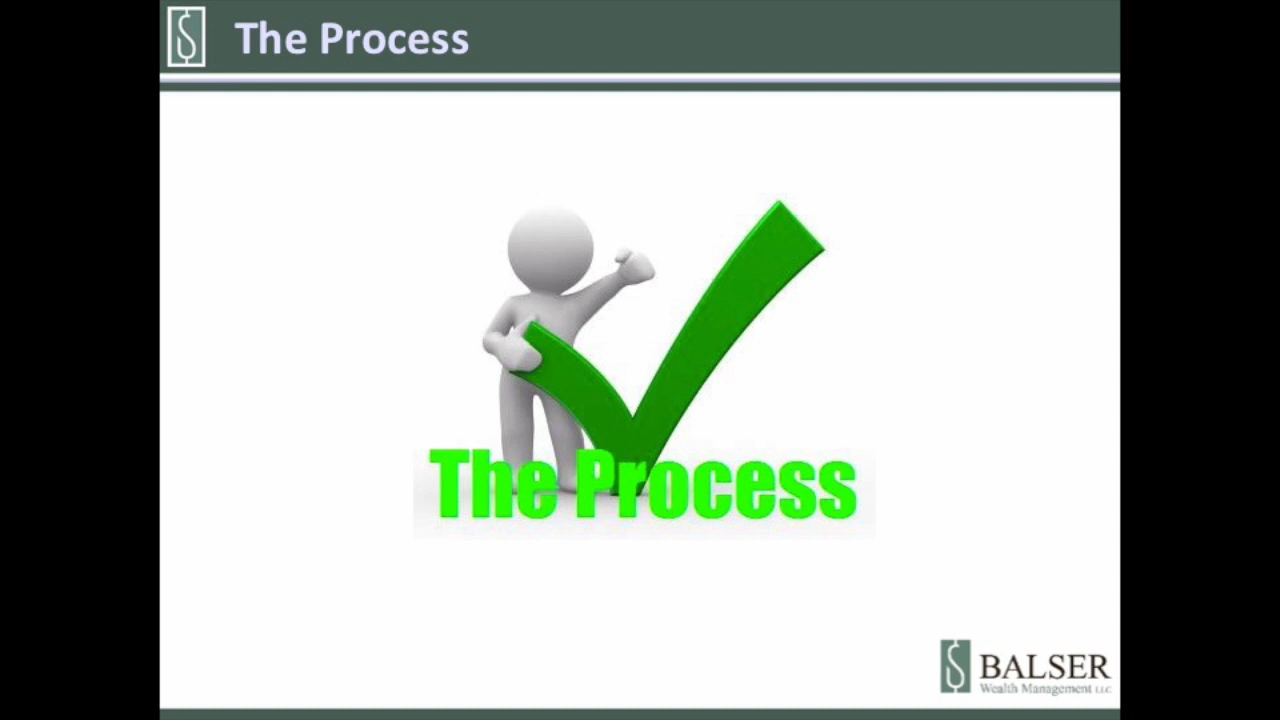 The Process
The Process
BALSER
Wealth Management LLC